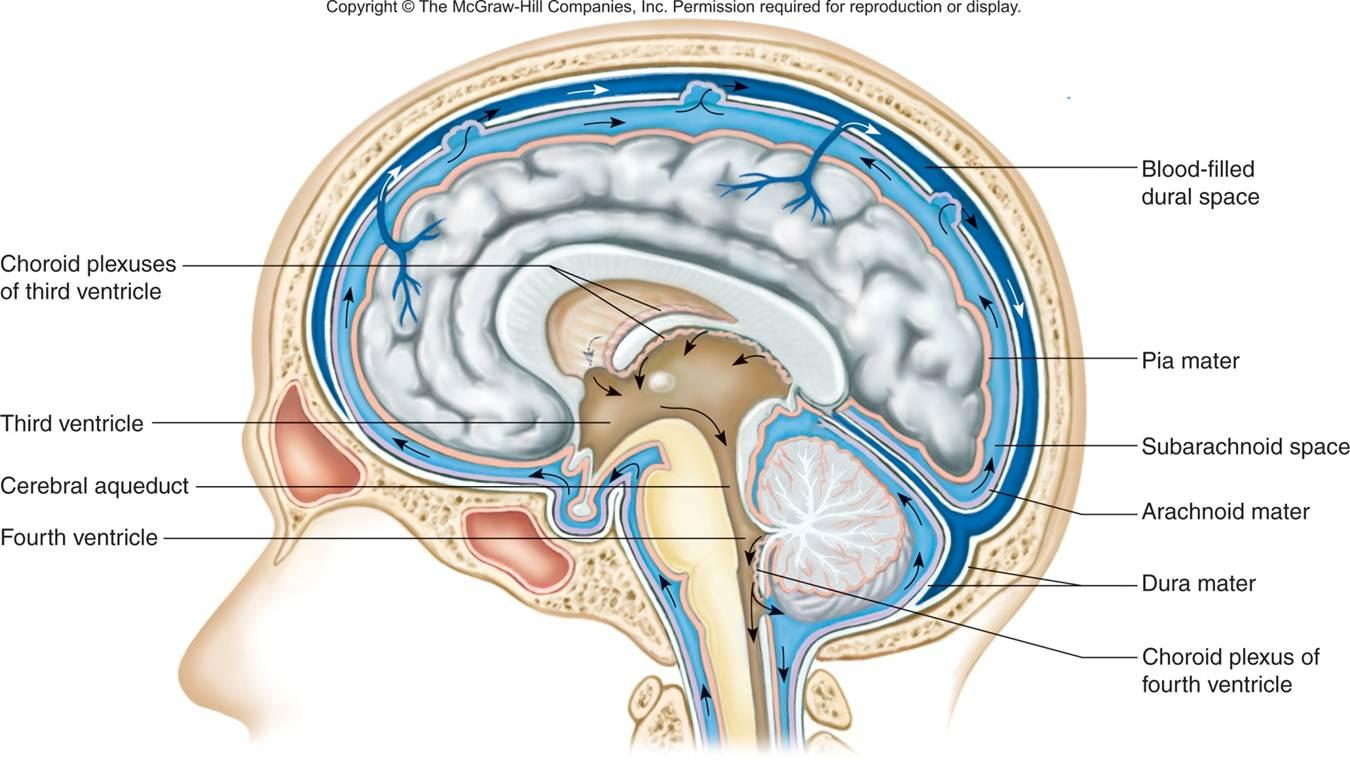 Copyright © The McGraw-Hill Companies, Inc. Permission required for reproduction or display.
Choroid plexuses
of third ventricle
Third ventricle
Cerebral aqueduct
Fourth ventricle
Blood-filled
dural space
Pia mater
Subarachnoid space
Arachnoid mater
Dura mater
Choroid plexus of
fourth ventricle